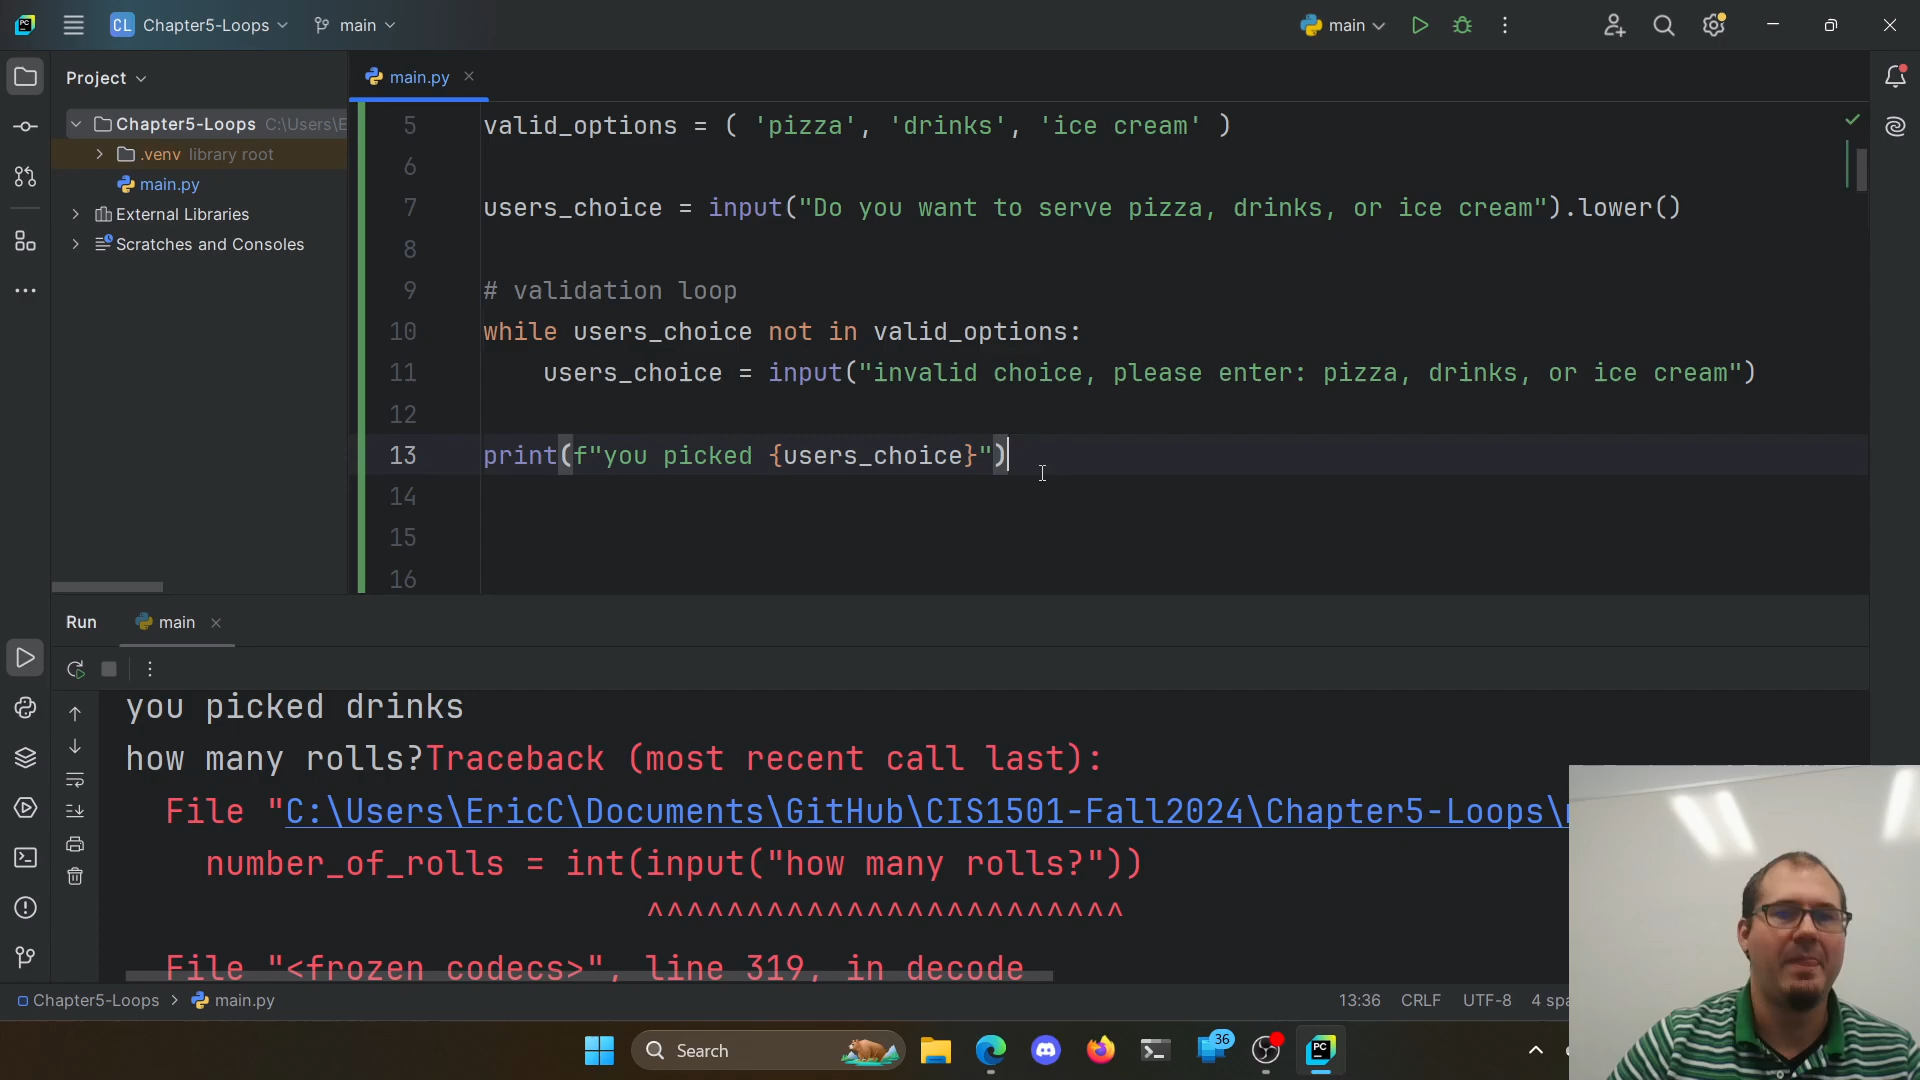 PC
CL Chapter5-Loops
main
main
Project
main.py
Chapter5-Loops C:\Users\E
.venv library root
main.py
External Libraries
Scratches and Consoles
5 valid_options = ( 'pizza', 'drinks', 'ice cream' )
6
7 users_choice = input("Do you want to serve pizza, drinks, or ice cream").lower()
8
9 # validation loop
10 while users_choice not in valid_options:
11 users_choice = input("invalid choice, please enter: pizza, drinks, or ice cream")
12
13 print(f"you picked {users_choice}")
14
15
16
Run main
you picked drinks
how many rolls?Traceback (most recent call last):
File "C:\Users\EricC\Documents\GitHub\CIS1501-Fall2024\Chapter5-Loops\
number_of_rolls = int(input("how many rolls?"))
^^^^^^^^^^^^^^^^^^^^^^^^
File "<frozen codecs>", line 319, in decode
Chapter5-Loops > main.py
13:36 CRLF UTF-8 4 spa
Search
36
PC